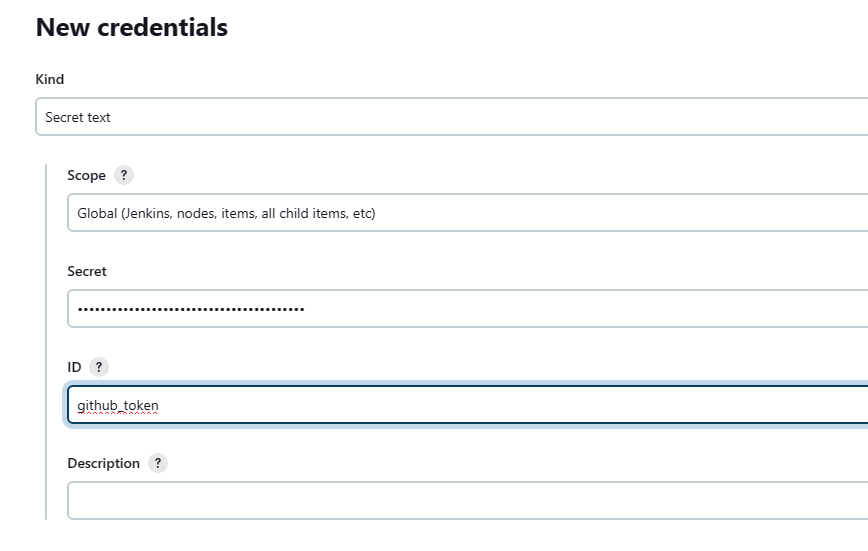 New credentials
Kind
Secret text
Scope ?
Global (Jenkins, nodes, items, all child items, etc)
Secret
••••••••••••••••••••••••••••••••••••••••
ID ?
github_token
Description ?